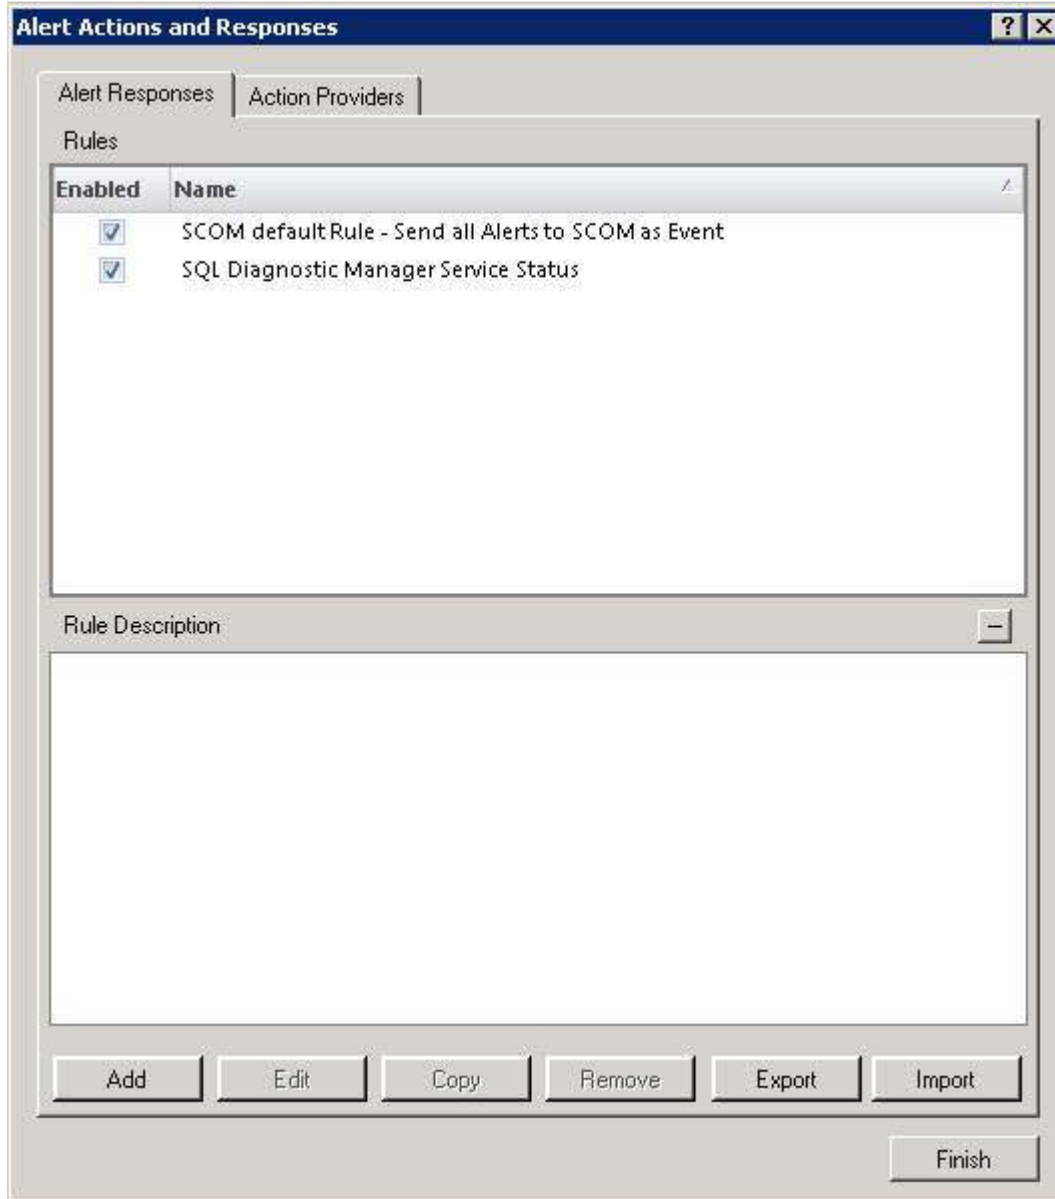 Alert Actions and Responses
Alert Responses Action Providers
Rules
Enabled Name
SCOM default Rule - Send all Alerts to SCOM as Event
SQL Diagnostic Manager Service Status
Rule Description
Add Edit Copy Remove Export Import
Finish